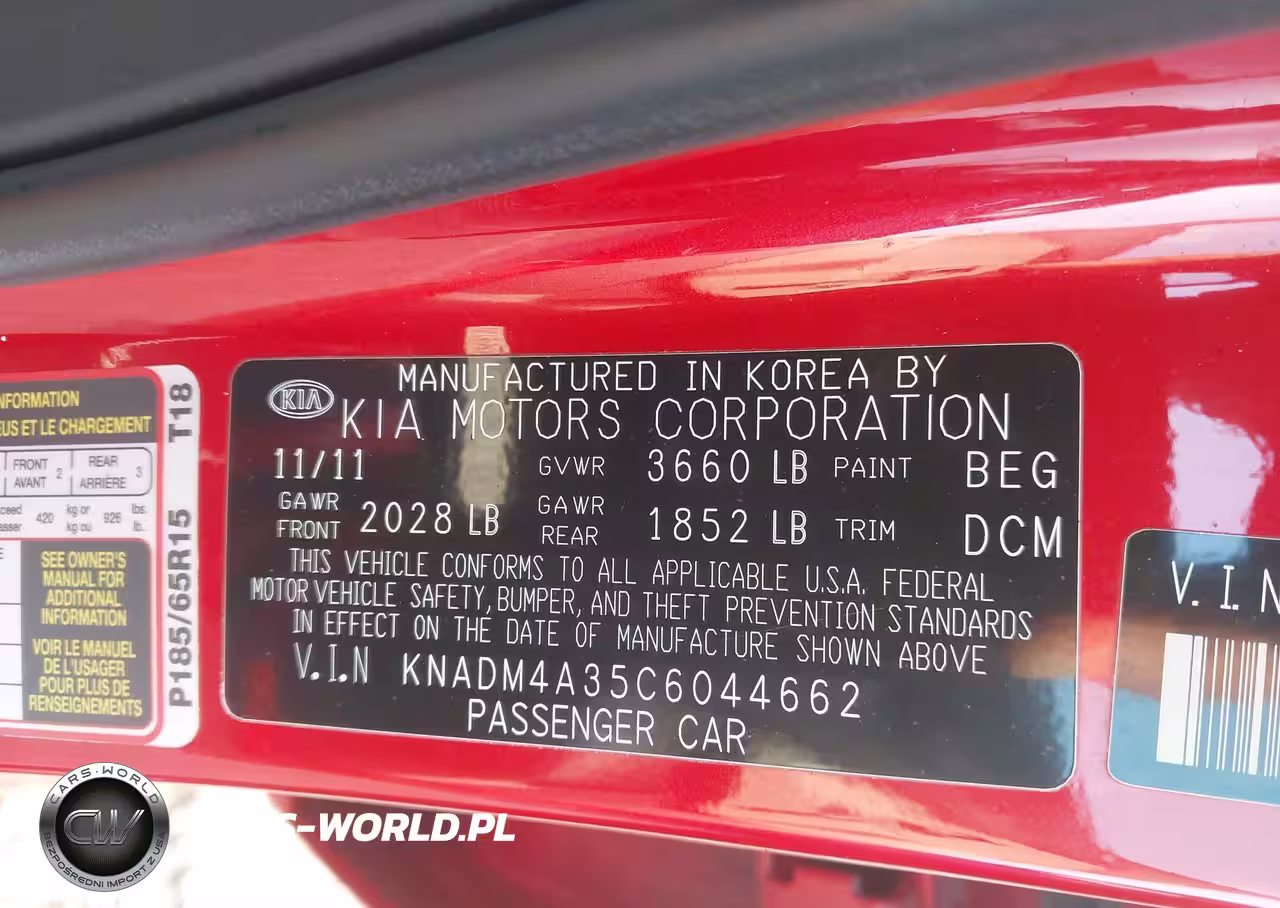 NFORMATION
EUS ET LE CHARGEMENT
FRONT
AVANT 2
REAR
ARRIÈRE 3
420 kg or
kg ou 926 lbs.
lb.
SEE OWNER'S
MANUAL FOR
ADDITIONAL
INFORMATION
VOIR LE MANUEL
DE L'USAGER
POUR PLUS DE
RENSEIGNEMENTS
P185/65R15 T18
KIA
MANUFACTURED IN KOREA BY
KIA MOTORS CORPORATION
11/11 GVWR 3660 LB PAINT BEG
GAWR FRONT 2028 LB GAWR REAR 1852 LB TRIM DCM
THIS VEHICLE CONFORMS TO ALL APPLICABLE U.S.A. FEDERAL
MOTOR VEHICLE SAFETY, BUMPER, AND THEFT PREVENTION STANDARDS
IN EFFECT ON THE DATE OF MANUFACTURE SHOWN ABOVE
V.I.N KNADM4A35C6044662
PASSENGER CAR
V.I.N
CARS-WORLD
CW
BEZPOŚREDNI IMPORT Z USA
S-WORLD.PL